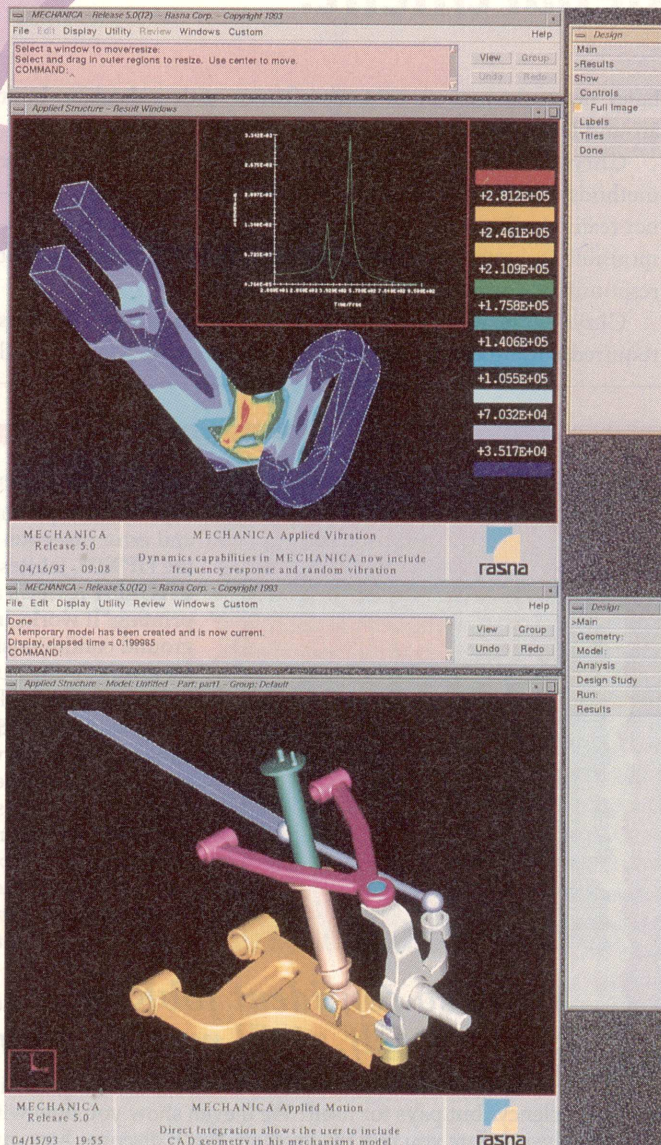 MECHANICA - Release 5.0(12) - Rasna Corp. - Copyright 1993
File Edit Display Utility Review Windows Custom Help
Select a window to move/resize:
Select and drag in outer regions to resize. Use center to move.
COMMAND:
View Group
Undo Redo
Design
Main
>Results
Show
Controls
Full Image
Labels
Titles
Done
Applied Structure - Result Windows
+2.812E+05
+2.461E+05
+2.109E+05
+1.758E+05
+1.406E+05
+1.055E+05
+7.032E+04
+3.517E+04
MECHANICA
Release 5.0
04/16/93 - 09:08
MECHANICA Applied Vibration
Dynamics capabilities in MECHANICA now include
frequency response and random vibration
rasna
MECHANICA - Release 5.0(12) - Rasna Corp. - Copyright 1993
File Edit Display Utility Review Windows Custom Help
Done
A temporary model has been created and is now current.
Display, elapsed time = 0.199985
COMMAND
View Group
Undo Redo
Design
>Main
Geometry:
Model:
Analysis
Design Study
Run:
Results
Applied Structure - Model: Untitled - Part: part1 - Group: Default
MECHANICA
Release 5.0
04/15/93 19:55
MECHANICA Applied Motion
Direct Integration allows the user to include
CAD geometry in his mechanisms model
rasna